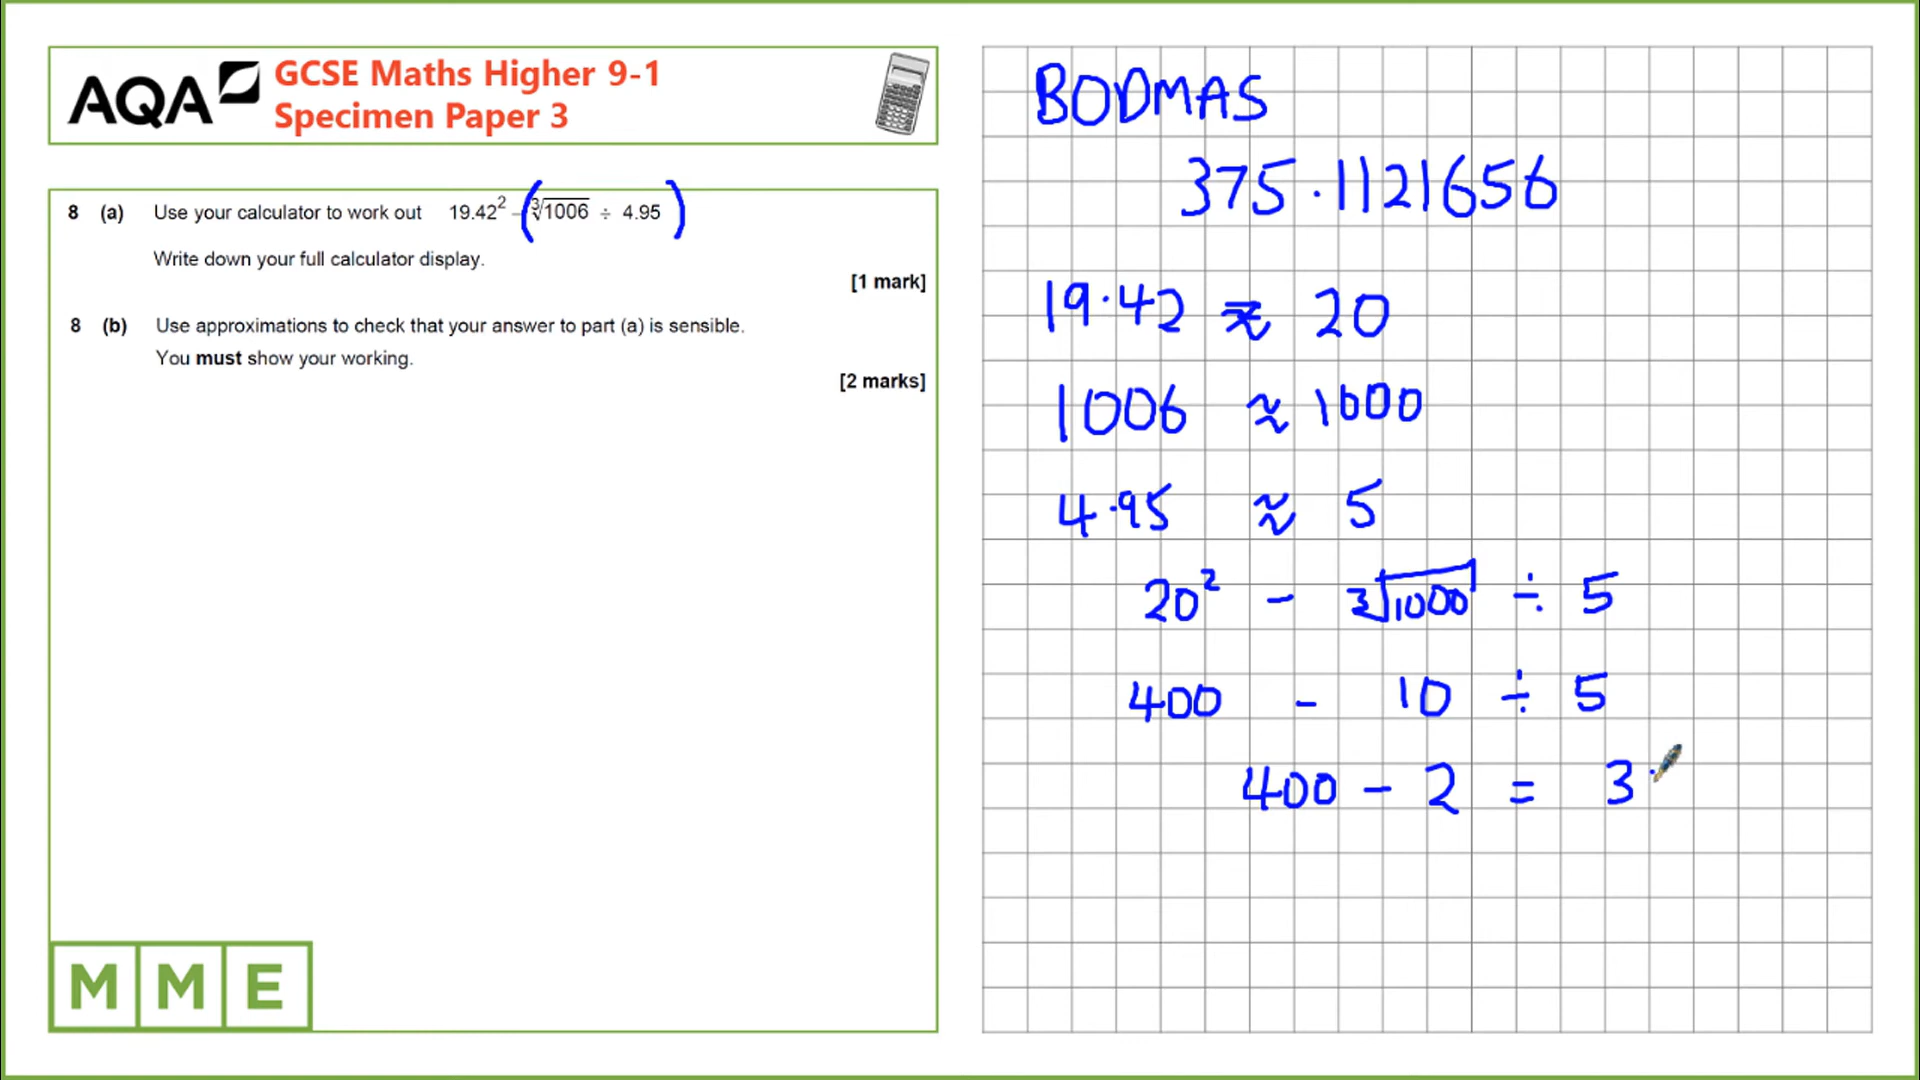 AQA
GCSE Maths Higher 9-1
Specimen Paper 3
8 (a) Use your calculator to work out 19.42² – (∛1006 ÷ 4.95)
Write down your full calculator display.
[1 mark]
8 (b) Use approximations to check that your answer to part (a) is sensible.
You must show your working.
[2 marks]
MME
BODMAS
375.1121656
19.42 ≈ 20
1006 ≈ 1000
4.95 ≈ 5
20² - ∛1000 ÷ 5
400 - 10 ÷ 5
400 - 2 = 3